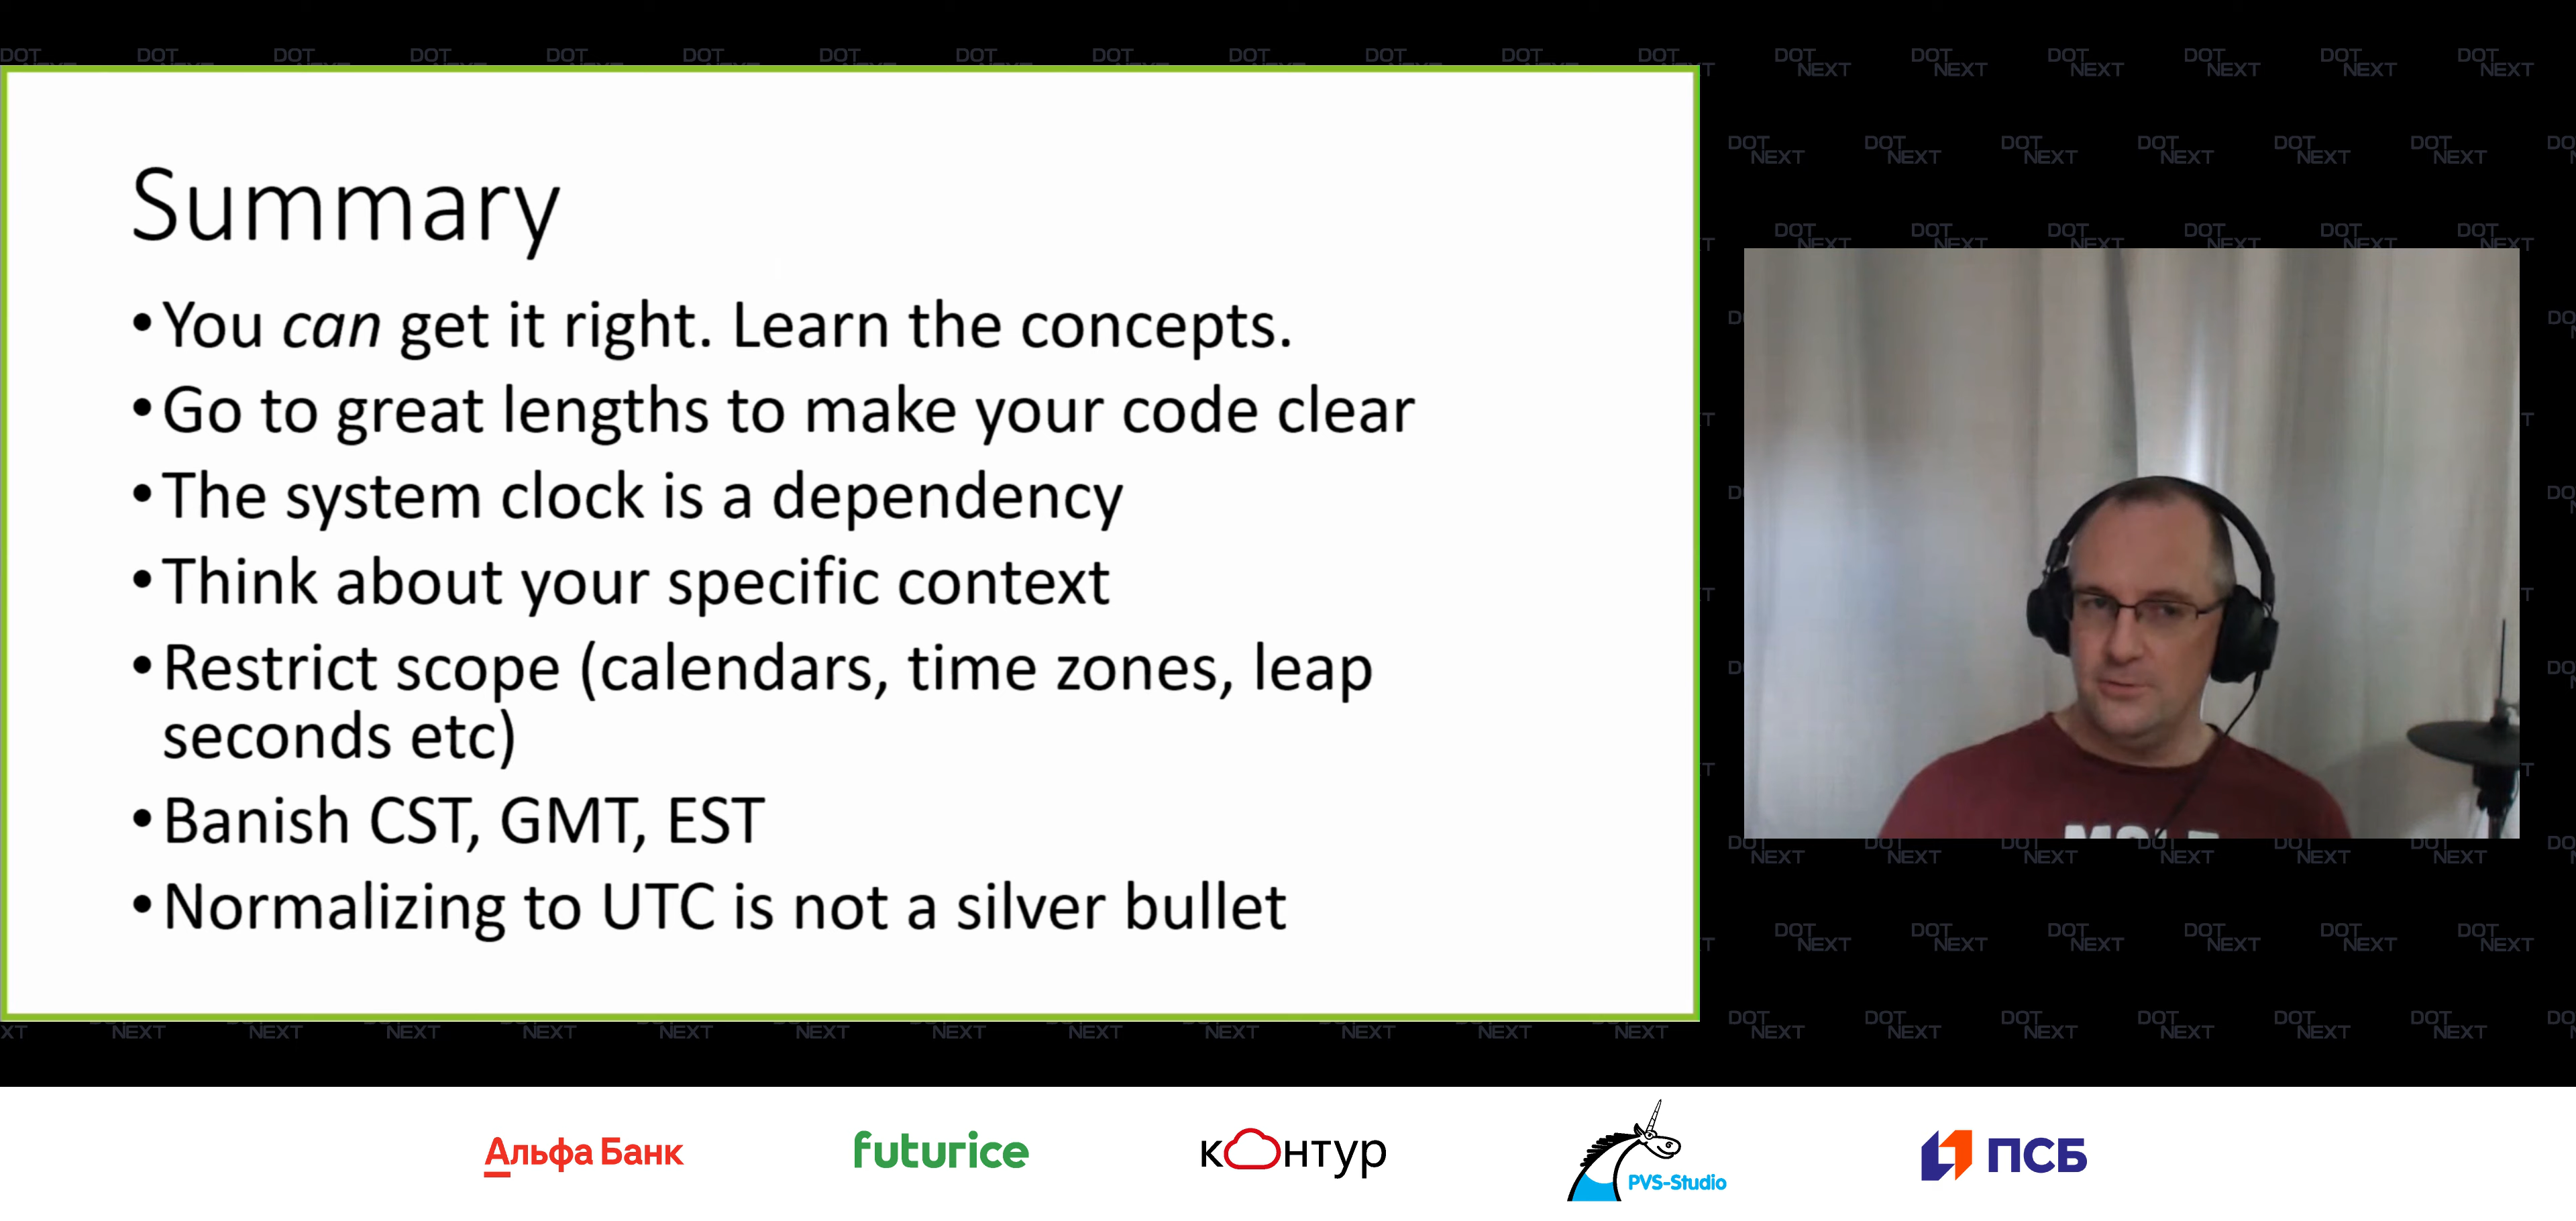 Summary
•You can get it right. Learn the concepts.
•Go to great lengths to make your code clear
•The system clock is a dependency
•Think about your specific context
•Restrict scope (calendars, time zones, leap
seconds etc)
•Banish CST, GMT, EST
•Normalizing to UTC is not a silver bullet
DOT
NEXT
Альфа Банк
futurice
контур
PVS-Studio
ПСБ